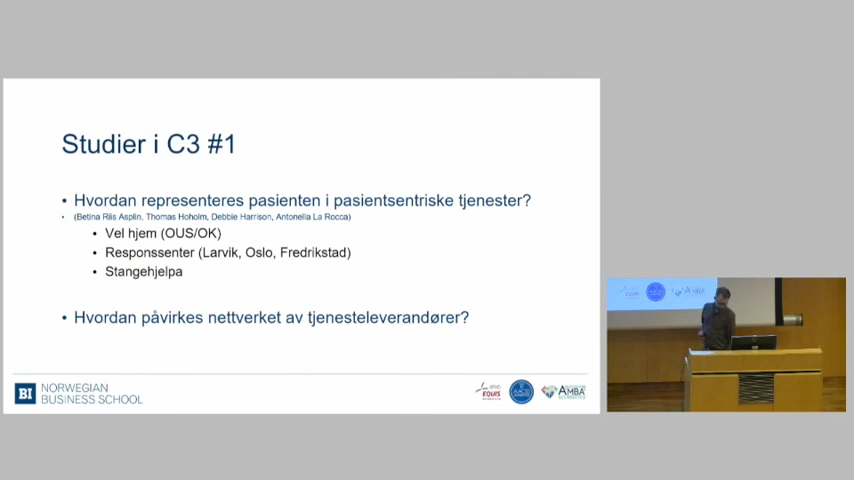 Studier i C3 #1
• Hvordan representeres pasienten i pasientsentriske tjenester?
• (Betina Riis Asplin, Thomas Hoholm, Debbie Harrison, Antonella La Rocca)
• Vel hjem (OUS/OK)
• Responssenter (Larvik, Oslo, Fredrikstad)
• Stangehjelpa
• Hvordan påvirkes nettverket av tjenesteleverandører?
BI NORWEGIAN
BUSINESS SCHOOL
EFMD
EQUIS
AMBA